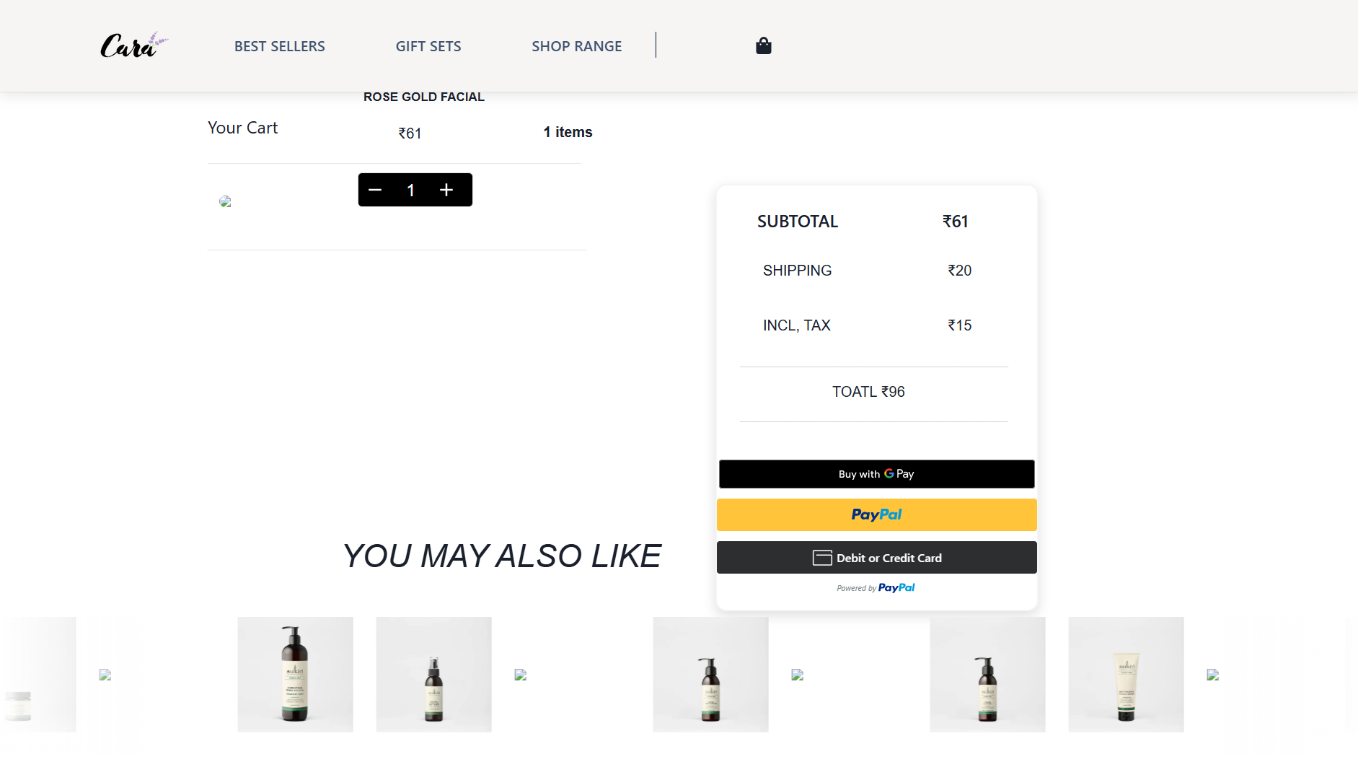 Cara BEST SELLERS GIFT SETS SHOP RANGE
ROSE GOLD FACIAL
Your Cart ₹61 1 items
1
SUBTOTAL ₹61
SHIPPING ₹20
INCL, TAX ₹15
TOATL ₹96
Buy with G Pay
PayPal
Debit or Credit Card
Powered by PayPal
YOU MAY ALSO LIKE